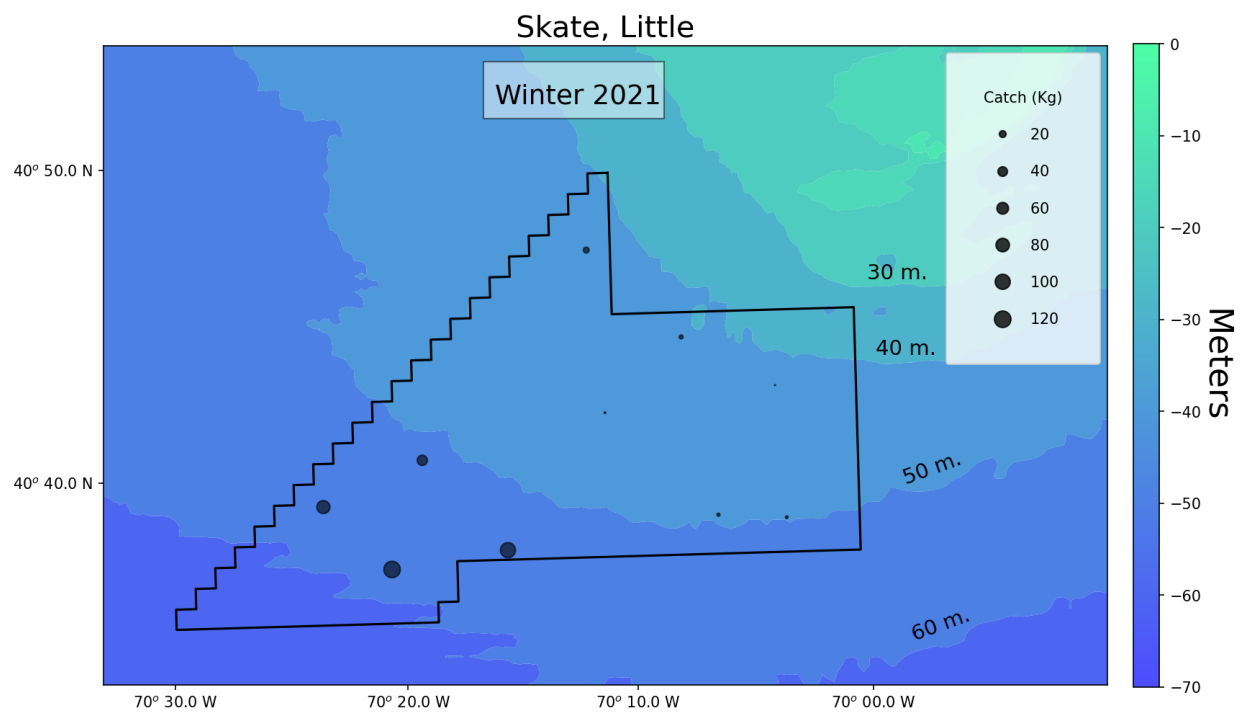 Skate, Little
Winter 2021
Catch (Kg)
20
40
60
80
100
120
30 m.
40 m.
50 m.
60 m.
40° 50.0 N
40° 40.0 N
70° 30.0 W
70° 20.0 W
70° 10.0 W
70° 00.0 W
0
−10
−20
−30
−40
−50
−60
−70
Meters